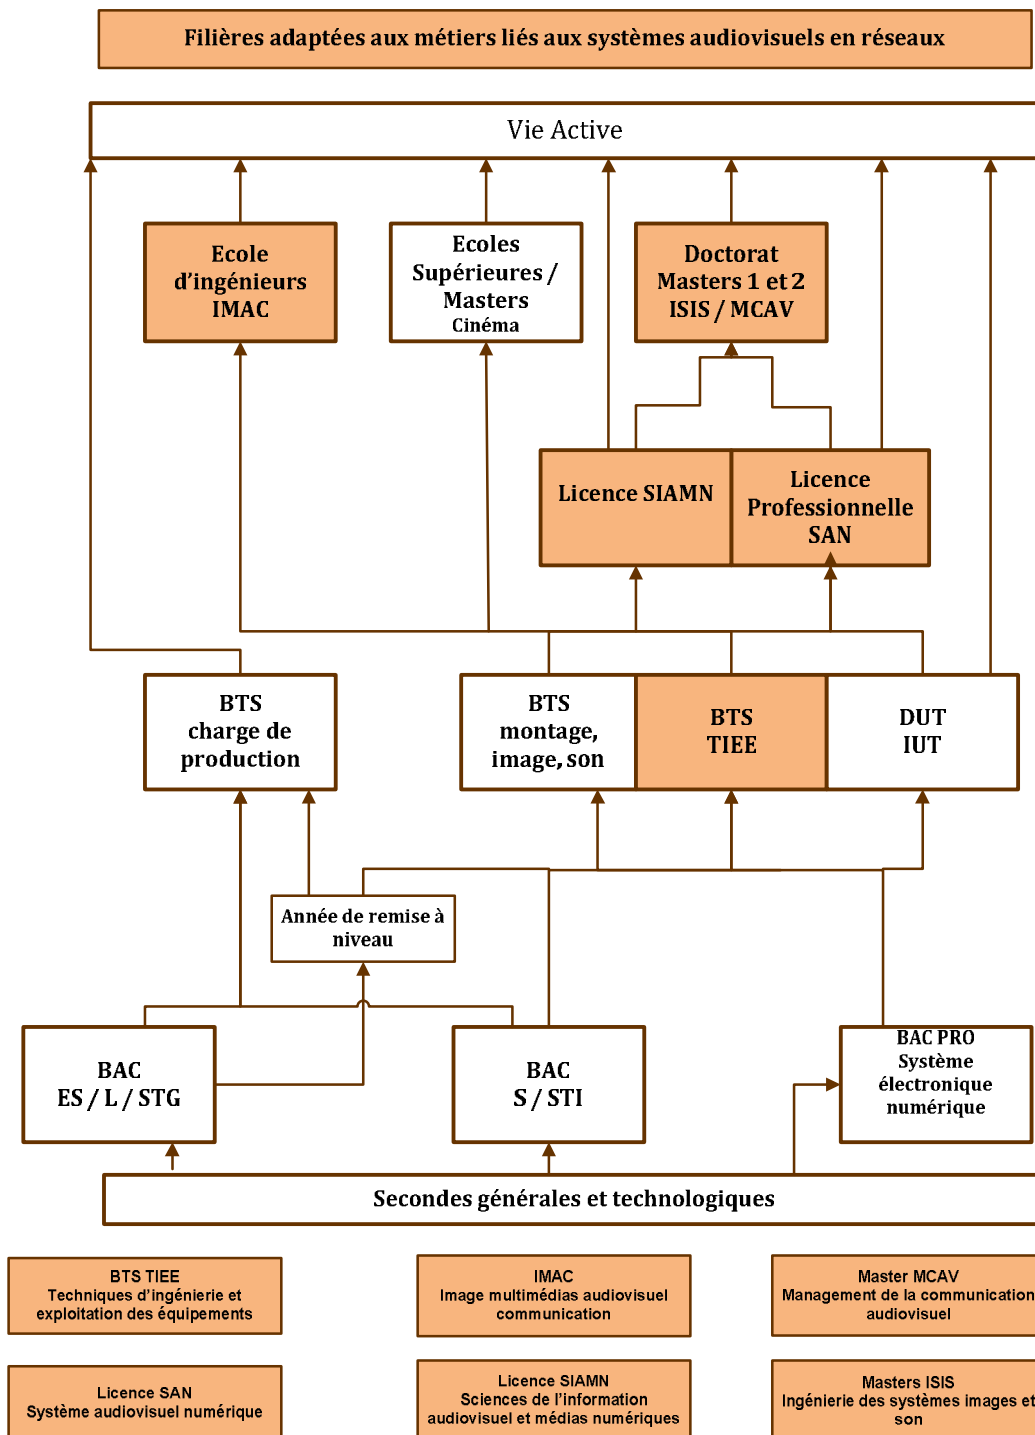 Filières adaptées aux métiers liés aux systèmes audiovisuels en réseaux
Vie Active
Ecole
d'ingénieurs
IMAC
Ecoles
Supérieures /
Masters
Cinéma
Doctorat
Masters 1 et 2
ISIS / MCAV
Licence SIAMN
Licence
Professionnelle
SAN
BTS
charge de
production
BTS
montage,
image, son
BTS
TIEE
DUT
IUT
Année de remise à
niveau
BAC
ES / L / STG
BAC
S / STI
BAC PRO
Système
électronique
numérique
Secondes générales et technologiques
BTS TIEE
Techniques d'ingénierie et
exploitation des équipements
IMAC
Image multimédias audiovisuel
communication
Master MCAV
Management de la communication
audiovisuel
Licence SAN
Système audiovisuel numérique
Licence SIAMN
Sciences de l'information
audiovisuel et médias numériques
Masters ISIS
Ingénierie des systèmes images et
son